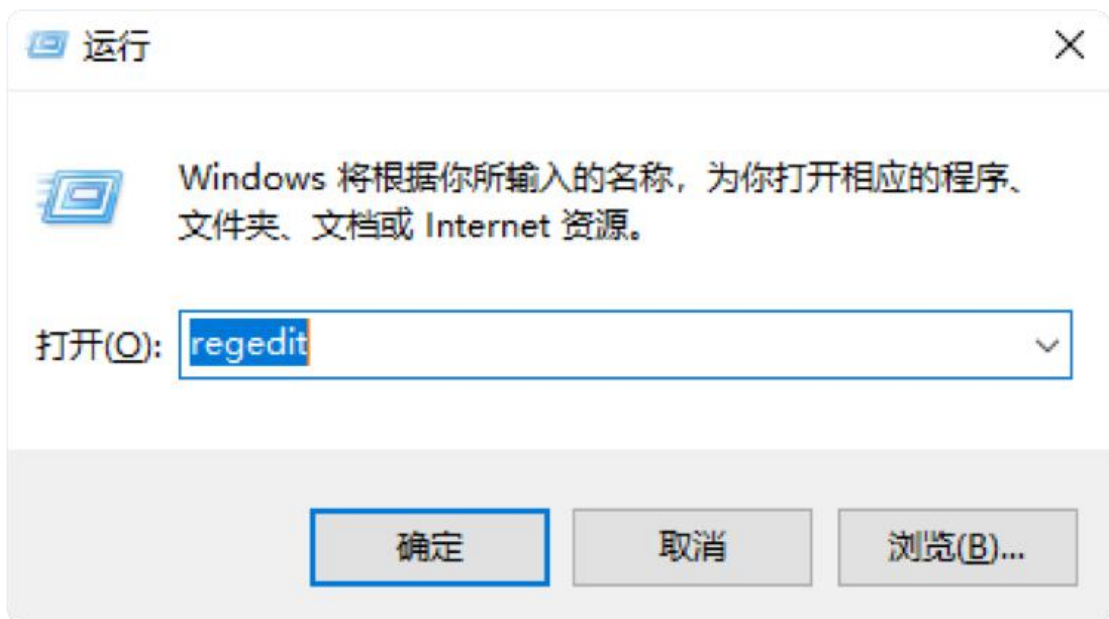 运行
Windows 将根据你所输入的名称，为你打开相应的程序、
文件夹、文档或 Internet 资源。
打开(O): regedit
确定 取消 浏览(B)...